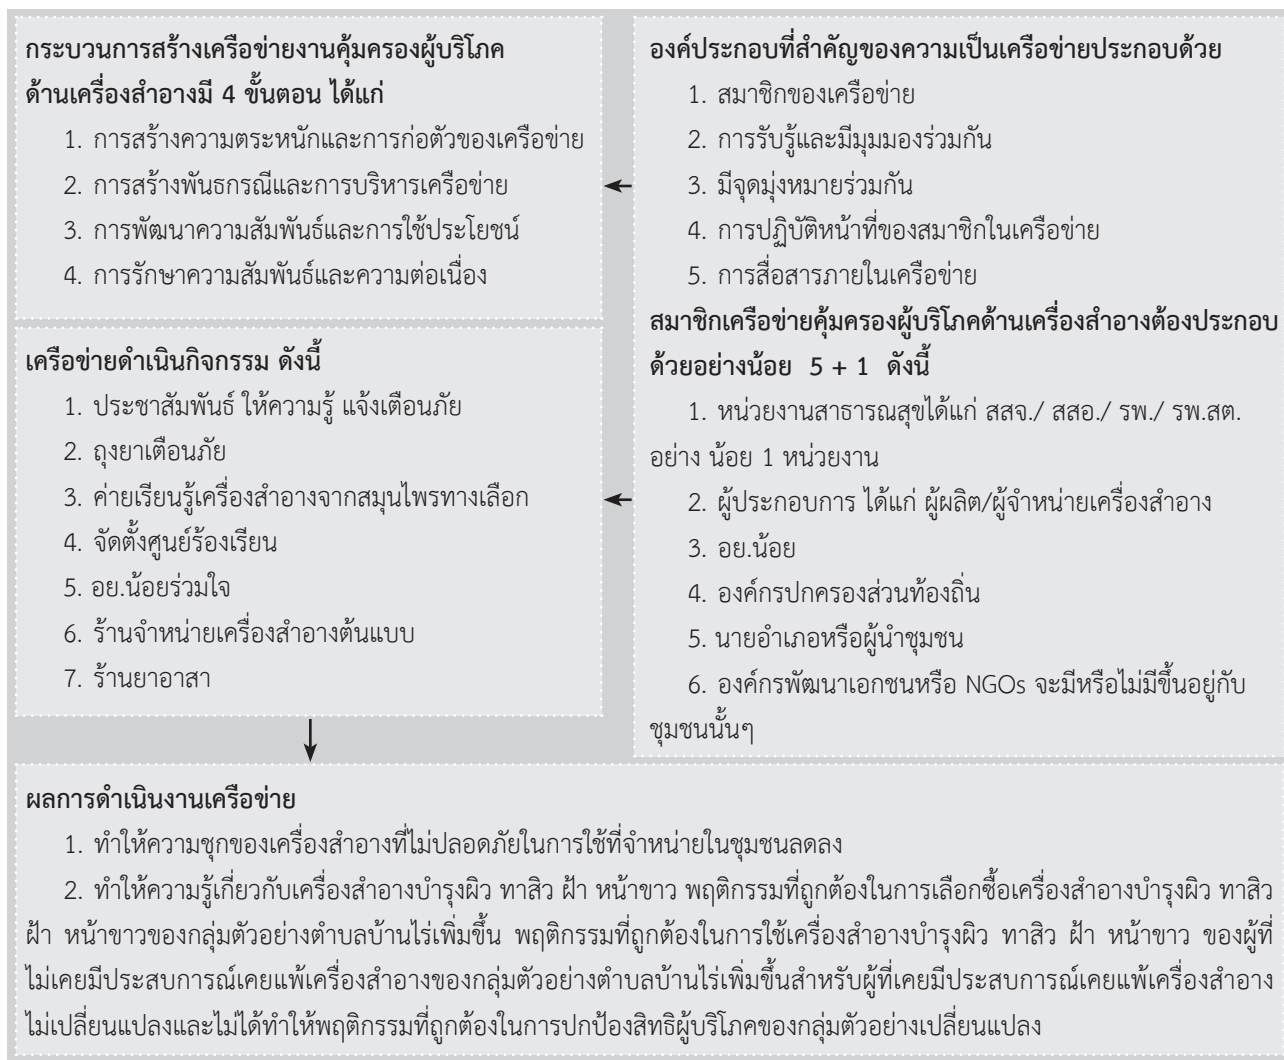 กระบวนการสร้างเครือข่ายงานคุ้มครองผู้บริโภค
ด้านเครื่องสำอางมี 4 ขั้นตอน ได้แก่
1. การสร้างความตระหนักและการก่อตัวของเครือข่าย
2. การสร้างพันธกรณีและการบริหารเครือข่าย
3. การพัฒนาความสัมพันธ์และการใช้ประโยชน์
4. การรักษาความสัมพันธ์และความต่อเนื่อง
เครือข่ายดำเนินกิจกรรม ดังนี้
1. ประชาสัมพันธ์ ให้ความรู้ แจ้งเตือนภัย
2. ถุงยาเตือนภัย
3. ค่ายเรียนรู้เครื่องสำอางจากสมุนไพรทางเลือก
4. จัดตั้งศูนย์ร้องเรียน
5. อย.น้อยร่วมใจ
6. ร้านจำหน่ายเครื่องสำอางต้นแบบ
7. ร้านยาอาสา
องค์ประกอบที่สำคัญของความเป็นเครือข่ายประกอบด้วย
1. สมาชิกของเครือข่าย
2. การรับรู้และมีมุมมองร่วมกัน
3. มีจุดมุ่งหมายร่วมกัน
4. การปฏิบัติหน้าที่ของสมาชิกในเครือข่าย
5. การสื่อสารภายในเครือข่าย
สมาชิกเครือข่ายคุ้มครองผู้บริโภคด้านเครื่องสำอางต้องประกอบ
ด้วยอย่างน้อย 5 + 1 ดังนี้
1. หน่วยงานสาธารณสุขได้แก่ สสจ./ สสอ./ รพ./ รพ.สต.
อย่าง น้อย 1 หน่วยงาน
2. ผู้ประกอบการ ได้แก่ ผู้ผลิต/ผู้จำหน่ายเครื่องสำอาง
3. อย.น้อย
4. องค์กรปกครองส่วนท้องถิ่น
5. นายอำเภอหรือผู้นำชุมชน
6. องค์กรพัฒนาเอกชนหรือ NGOs จะมีหรือไม่มีขึ้นอยู่กับ
ชุมชนนั้นๆ
ผลการดำเนินงานเครือข่าย
1. ทำให้ความชุกของเครื่องสำอางที่ไม่ปลอดภัยในการใช้ที่จำหน่ายในชุมชนลดลง
2. ทำให้ความรู้เกี่ยวกับเครื่องสำอางบำรุงผิว ทาสิว ฝ้า หน้าขาว พฤติกรรมที่ถูกต้องในการเลือกซื้อเครื่องสำอางบำรุงผิว ทาสิว
ฝ้า หน้าขาวของกลุ่มตัวอย่างตำบลบ้านไร่เพิ่มขึ้น พฤติกรรมที่ถูกต้องในการใช้เครื่องสำอางบำรุงผิว ทาสิว ฝ้า หน้าขาว ของผู้ที่
ไม่เคยมีประสบการณ์เคยแพ้เครื่องสำอางของกลุ่มตัวอย่างตำบลบ้านไร่เพิ่มขึ้นสำหรับผู้ที่เคยมีประสบการณ์เคยแพ้เครื่องสำอาง
ไม่เปลี่ยนแปลงและไม่ได้ทำให้พฤติกรรมที่ถูกต้องในการปกป้องสิทธิผู้บริโภคของกลุ่มตัวอย่างเปลี่ยนแปลง